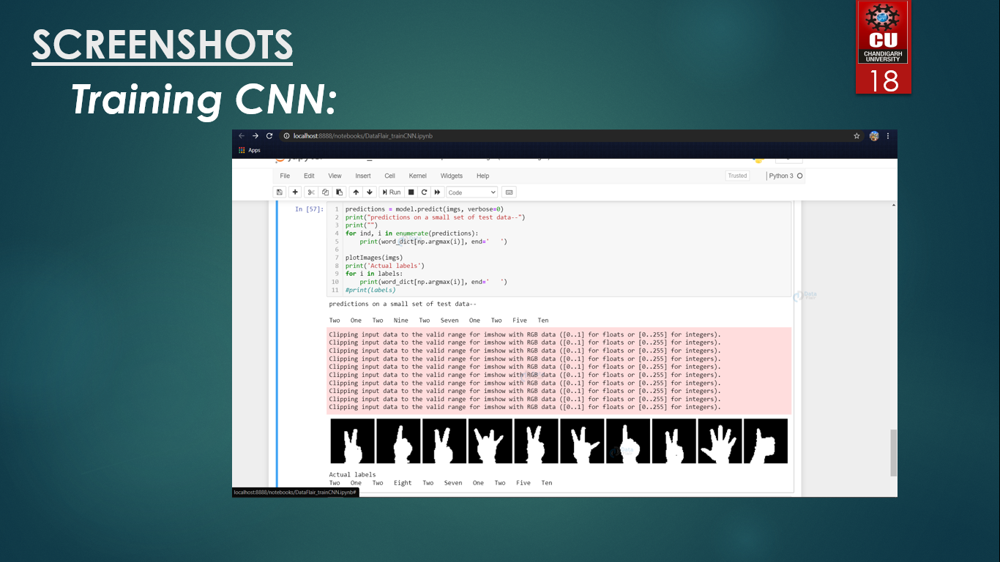 SCREENSHOTS
CU
CHANDIGARH
UNIVERSITY
18
Training CNN:
localhost:8888/notebooks/DataFlair_trainCNN.ipynb
Apps
File Edit View Insert Cell Kernel Widgets Help Trusted Python 3
Run Code
In [57]:
1 predictions = model.predict(imgs, verbose=0)
2 print("predictions on a small set of test data--")
3 print("")
4 for ind, i in enumerate(predictions):
5     print(word_dict[np.argmax(i)], end='   ')
6
7 plotImages(imgs)
8 print('Actual labels')
9 for i in labels:
10     print(word_dict[np.argmax(i)], end='   ')
11 #print(labels)
Data
Flair
predictions on a small set of test data--
Two One Two Nine Two Seven One Two Five Ten
Clipping input data to the valid range for imshow with RGB data ([0..1] for floats or [0..255] for integers).
Clipping input data to the valid range for imshow with RGB data ([0..1] for floats or [0..255] for integers).
Clipping input data to the valid range for imshow with RGB data ([0..1] for floats or [0..255] for integers).
Clipping input data to the valid range for imshow with RGB data ([0..1] for floats or [0..255] for integers).
Clipping input data to the valid range for imshow with RGB data ([0..1] for floats or [0..255] for integers).
Clipping input data to the valid range for imshow with RGB data ([0..1] for floats or [0..255] for integers).
Clipping input data to the valid range for imshow with RGB data ([0..1] for floats or [0..255] for integers).
Clipping input data to the valid range for imshow with RGB data ([0..1] for floats or [0..255] for integers).
Clipping input data to the valid range for imshow with RGB data ([0..1] for floats or [0..255] for integers).
Clipping input data to the valid range for imshow with RGB data ([0..1] for floats or [0..255] for integers).
Data
Flair
Actual labels
Two One Two Eight Two Seven One Two Five Ten
localhost:8888/notebooks/DataFlair_trainCNN.ipynb#